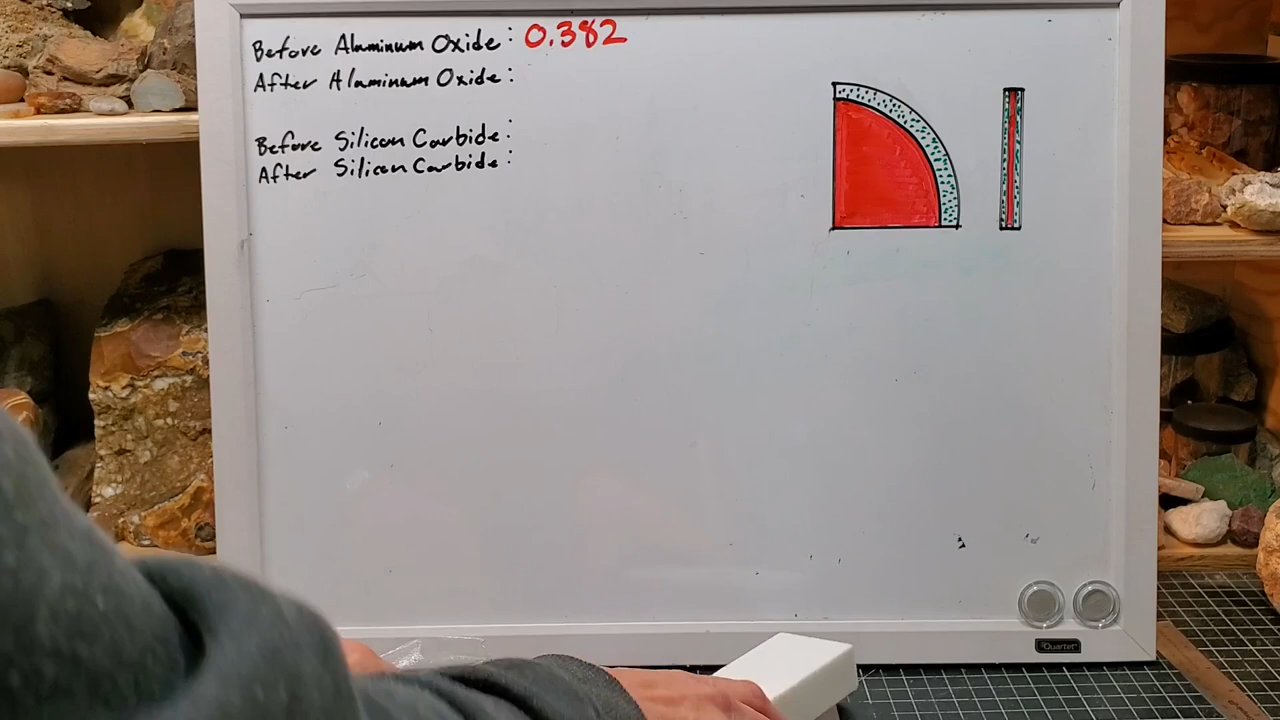 Before Aluminum Oxide: 0.382
After Aluminum Oxide:
Before Silicon Carbide:
After Silicon Carbide:
Quartet